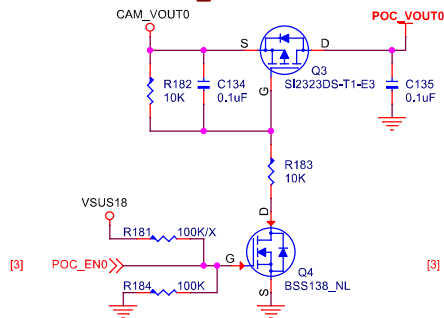 CAM_VOUT0
POC_VOUT0
S
D
Q3
SI2323DS-T1-E3
G
R182
10K
C134
0.1uF
C135
0.1uF
R183
10K
D
VSUS18
R181
100K/X
[3]
POC_EN0
G
Q4
BSS138_NL
[3]
R184
100K
S